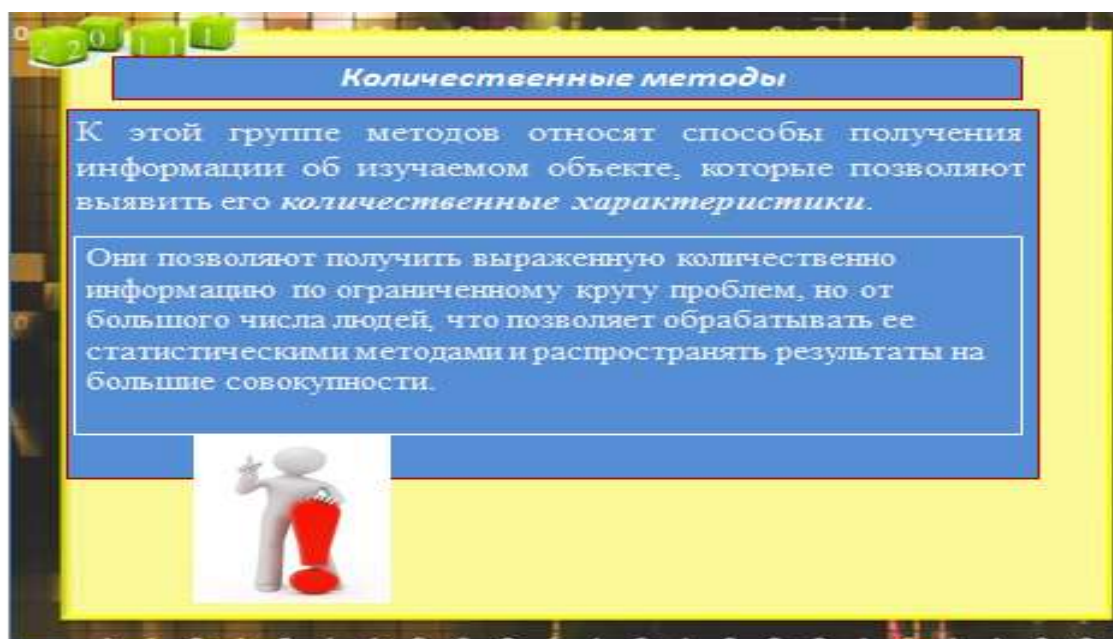 Количественные методы
К этой группе методов относят способы получения
информации об изучаемом объекте, которые позволяют
выявить его количественные характеристики.
Они позволяют получить выраженную количественно
информацию по ограниченному кругу проблем, но от
большого числа людей, что позволяет обрабатывать ее
статистическими методами и распространять результаты на
большие совокупности.